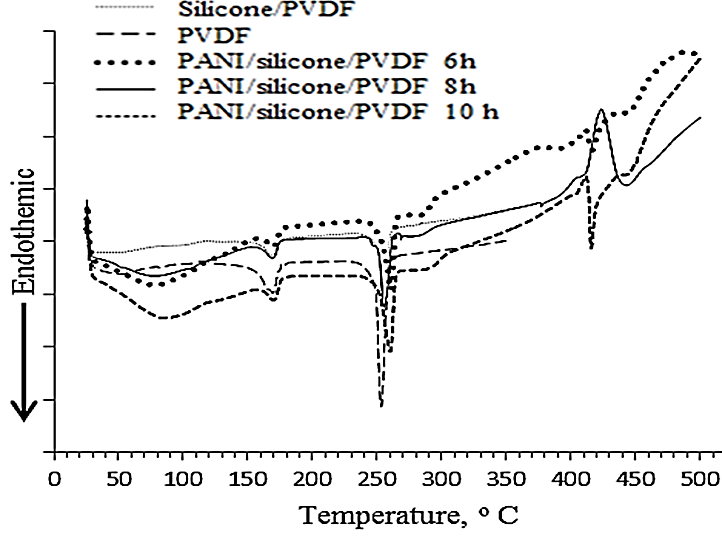 Silicone/PVDF
PVDF
PANI/silicone/PVDF 6h
PANI/silicone/PVDF 8h
PANI/silicone/PVDF 10 h
Endothemic
0 50 100 150 200 250 300 350 400 450 500
Temperature, ° C